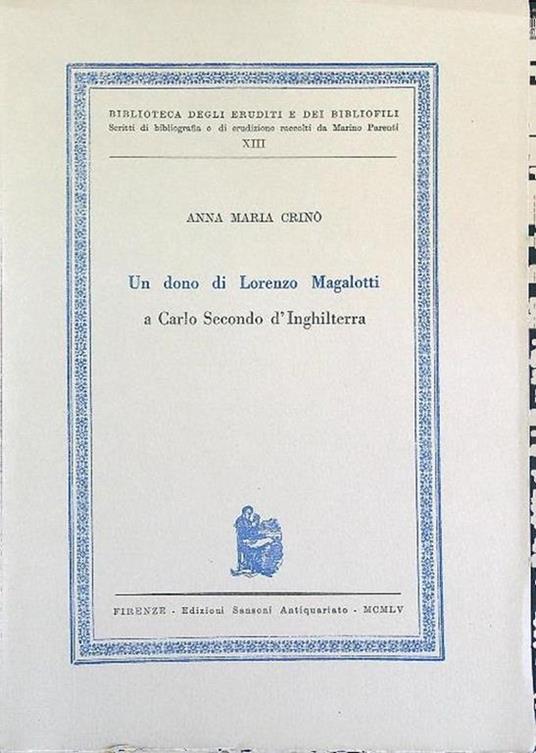 BIBLIOTECA DEGLI ERUDITI E DEI BIBLIOFILI
Scritti di bibliografia e di erudizione raccolti da Marino Parenti
XIII
ANNA MARIA CRINÒ
Un dono di Lorenzo Magalotti
a Carlo Secondo d'Inghilterra
FIRENZE - Edizioni Sansoni Antiquariato - MCMLV